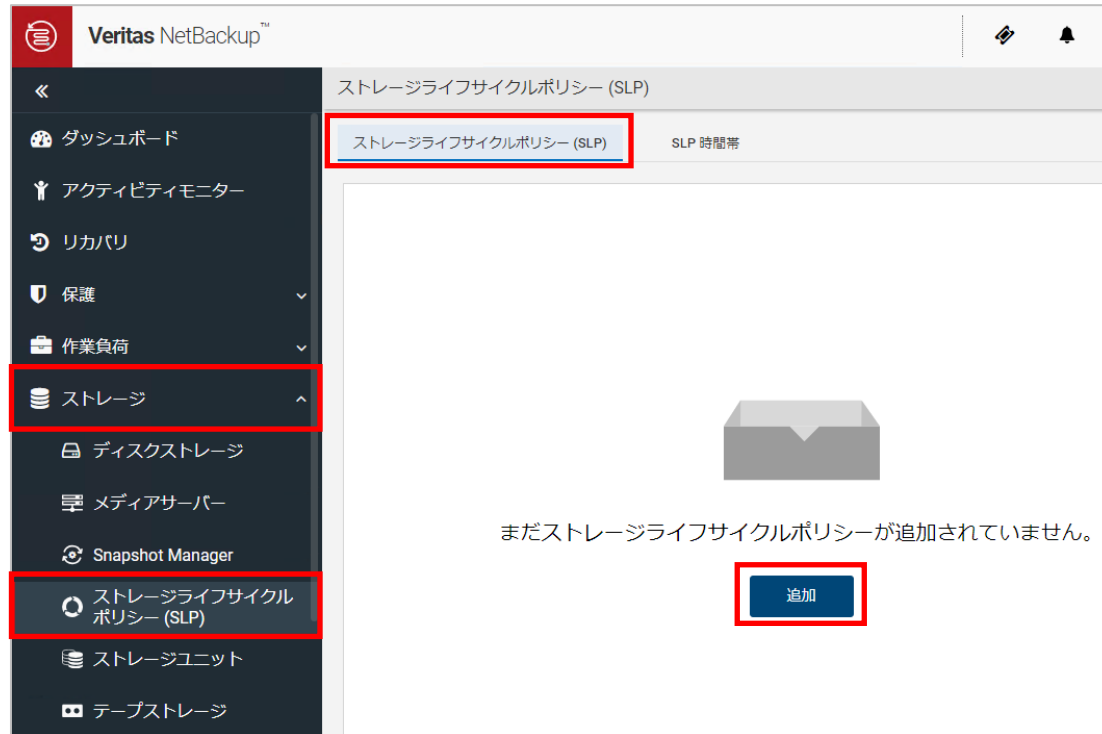 Veritas NetBackup™
ストレージライフサイクルポリシー (SLP)
ストレージライフサイクルポリシー (SLP)
SLP 時間帯
ダッシュボード
アクティビティモニター
リカバリ
保護
作業負荷
ストレージ
ディスクストレージ
メディアサーバー
Snapshot Manager
ストレージライフサイクル
ポリシー (SLP)
ストレージユニット
テープストレージ
まだストレージライフサイクルポリシーが追加されていません。
追加